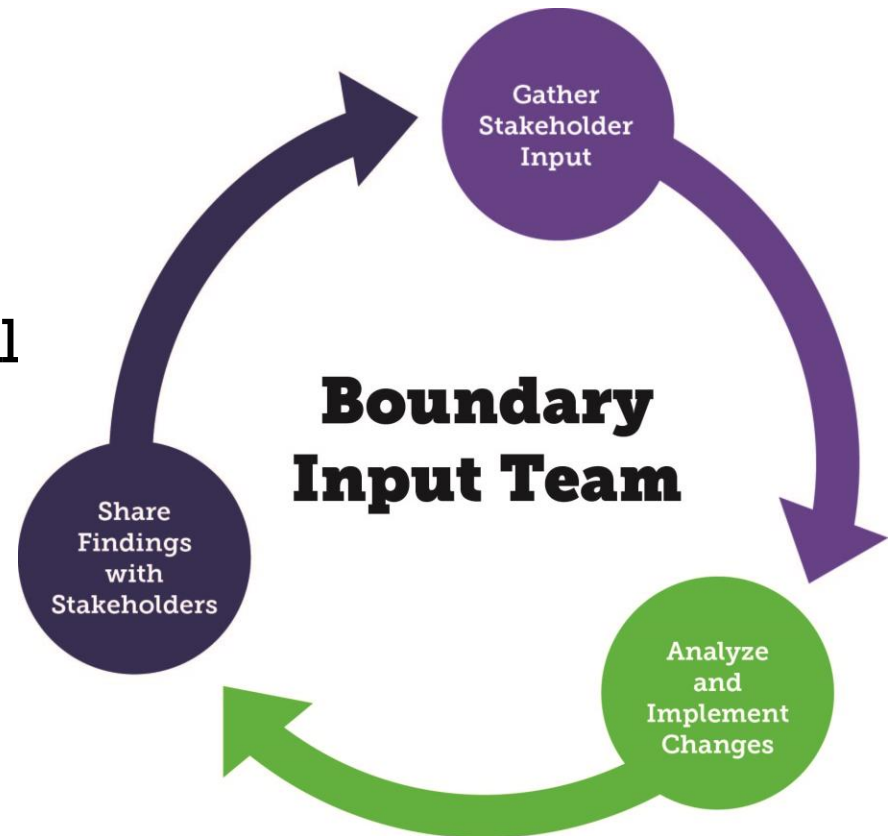 Gather
Stakeholder
Input
Boundary
Input Team
Share
Findings
with
Stakeholders
Analyze
and
Implement
Changes